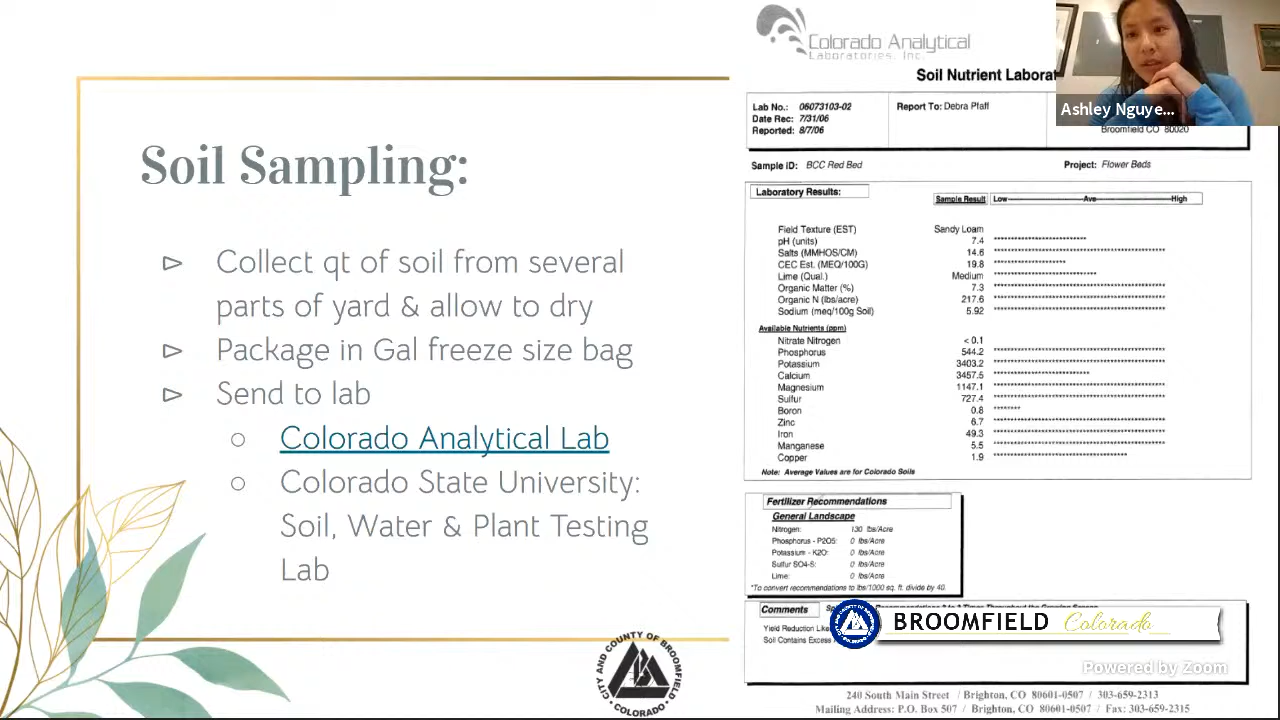 Soil Sampling:
Collect qt of soil from several
parts of yard & allow to dry
Package in Gal freeze size bag
Send to lab
Colorado Analytical Lab
Colorado State University:
Soil, Water & Plant Testing
Lab
CITY AND COUNTY OF BROOMFIELD
COLORADO
Colorado Analytical
Laboratories, Inc.
Soil Nutrient Laborat
Ashley Nguye...
Lab No.: 06073103-02
Date Rec: 7/31/06
Reported: 8/7/06
Report To: Debra Pfaff
Broomfield CO 80020
Sample ID: BCC Red Bed
Project: Flower Beds
Laboratory Results:
Sample Result Low Ave High
Field Texture (EST) Sandy Loam
pH (units) 7.4
Salts (MMHOS/CM) 14.6
CEC Est. (MEQ/100G) 19.8
Lime (Qual.) Medium
Organic Matter (%) 7.3
Organic N (lbs/acre) 217.6
Sodium (meq/100g Soil) 5.92
Available Nutrients (ppm)
Nitrate Nitrogen < 0.1
Phosphorus 544.2
Potassium 3403.2
Calcium 3457.5
Magnesium 1147.1
Sulfur 727.4
Boron 0.8
Zinc 6.7
Iron 49.3
Manganese 5.5
Copper 1.9
Note: Average Values are for Colorado Soils
Fertilizer Recommendations
General Landscape
Nitrogen: 130 lbs/Acre
Phosphorus - P2O5: 0 lbs/Acre
Potassium - K2O: 0 lbs/Acre
Sulfur SO4-S: 0 lbs/Acre
Lime: 0 lbs/Acre
*To convert recommendations to lbs/1000 sq. ft. divide by 40.
Comments
Yield Reduction
Soil Contains Excess
BROOMFIELD Colorado
Powered by Zoom
240 South Main Street / Brighton, CO 80601-0507 / 303-659-2313
Mailing Address: P.O. Box 507 / Brighton, CO 80601-0507 / Fax: 303-659-2315